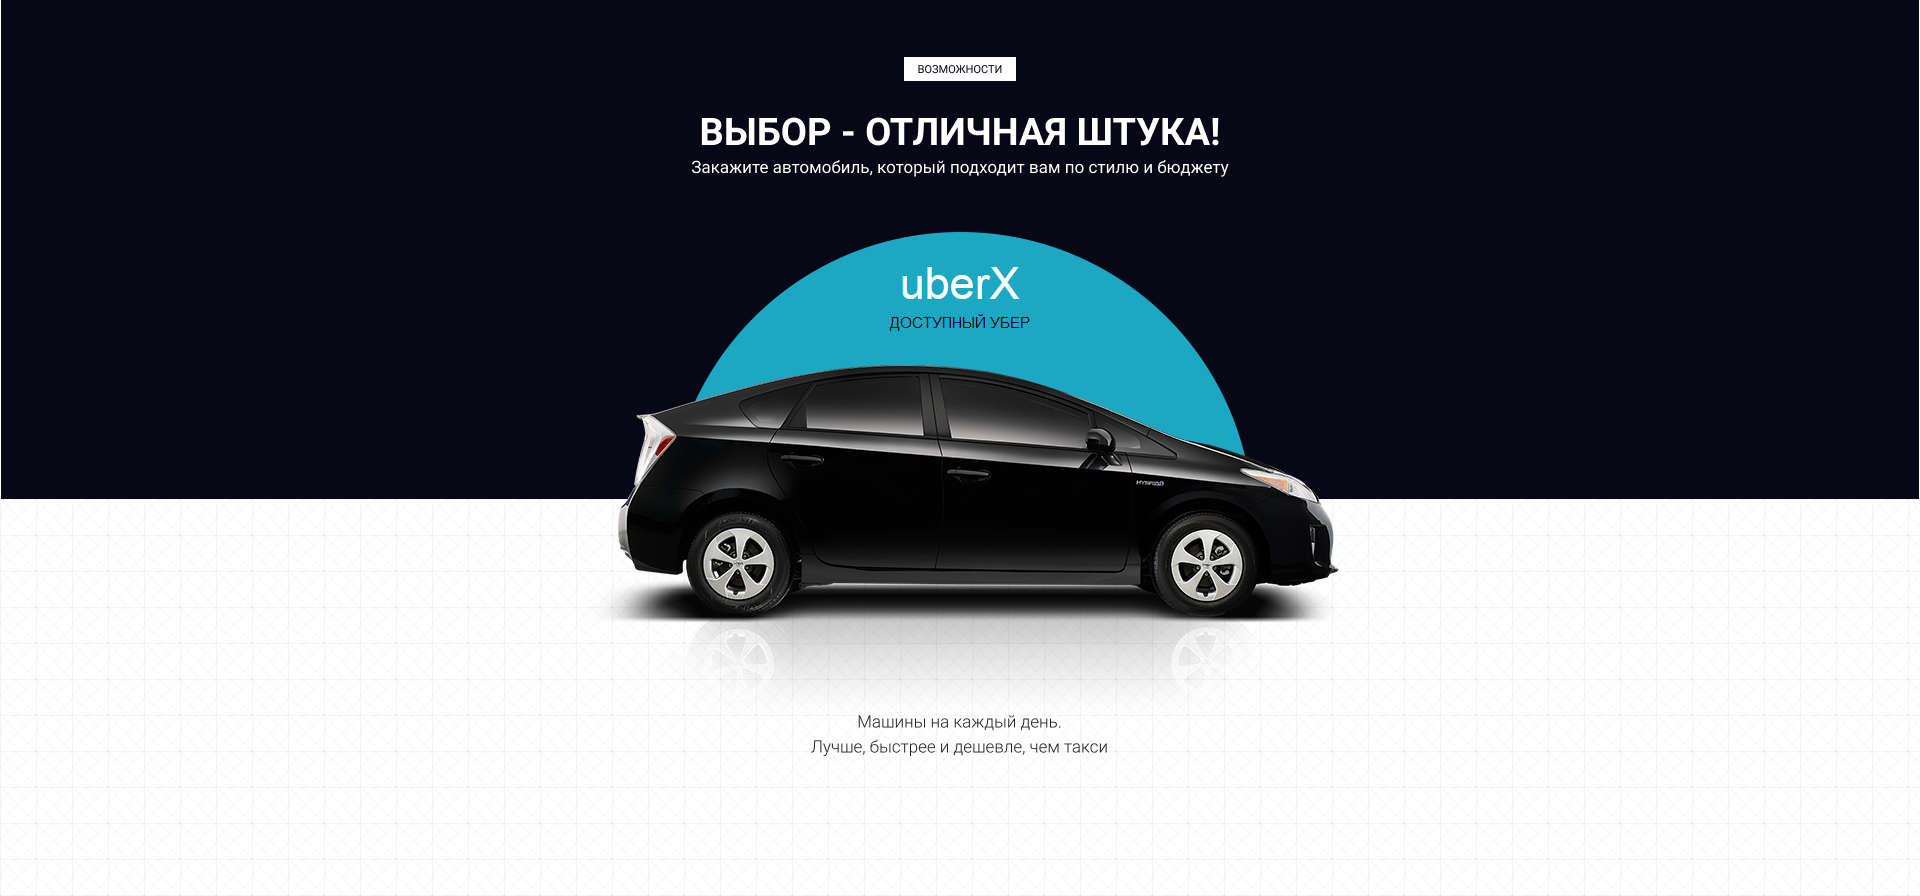 ВОЗМОЖНОСТИ
ВЫБОР - ОТЛИЧНАЯ ШТУКА!
Закажите автомобиль, который подходит вам по стилю и бюджету
uberX
ДОСТУПНЫЙ УБЕР
HYBRID
Машины на каждый день.
Лучше, быстрее и дешевле, чем такси